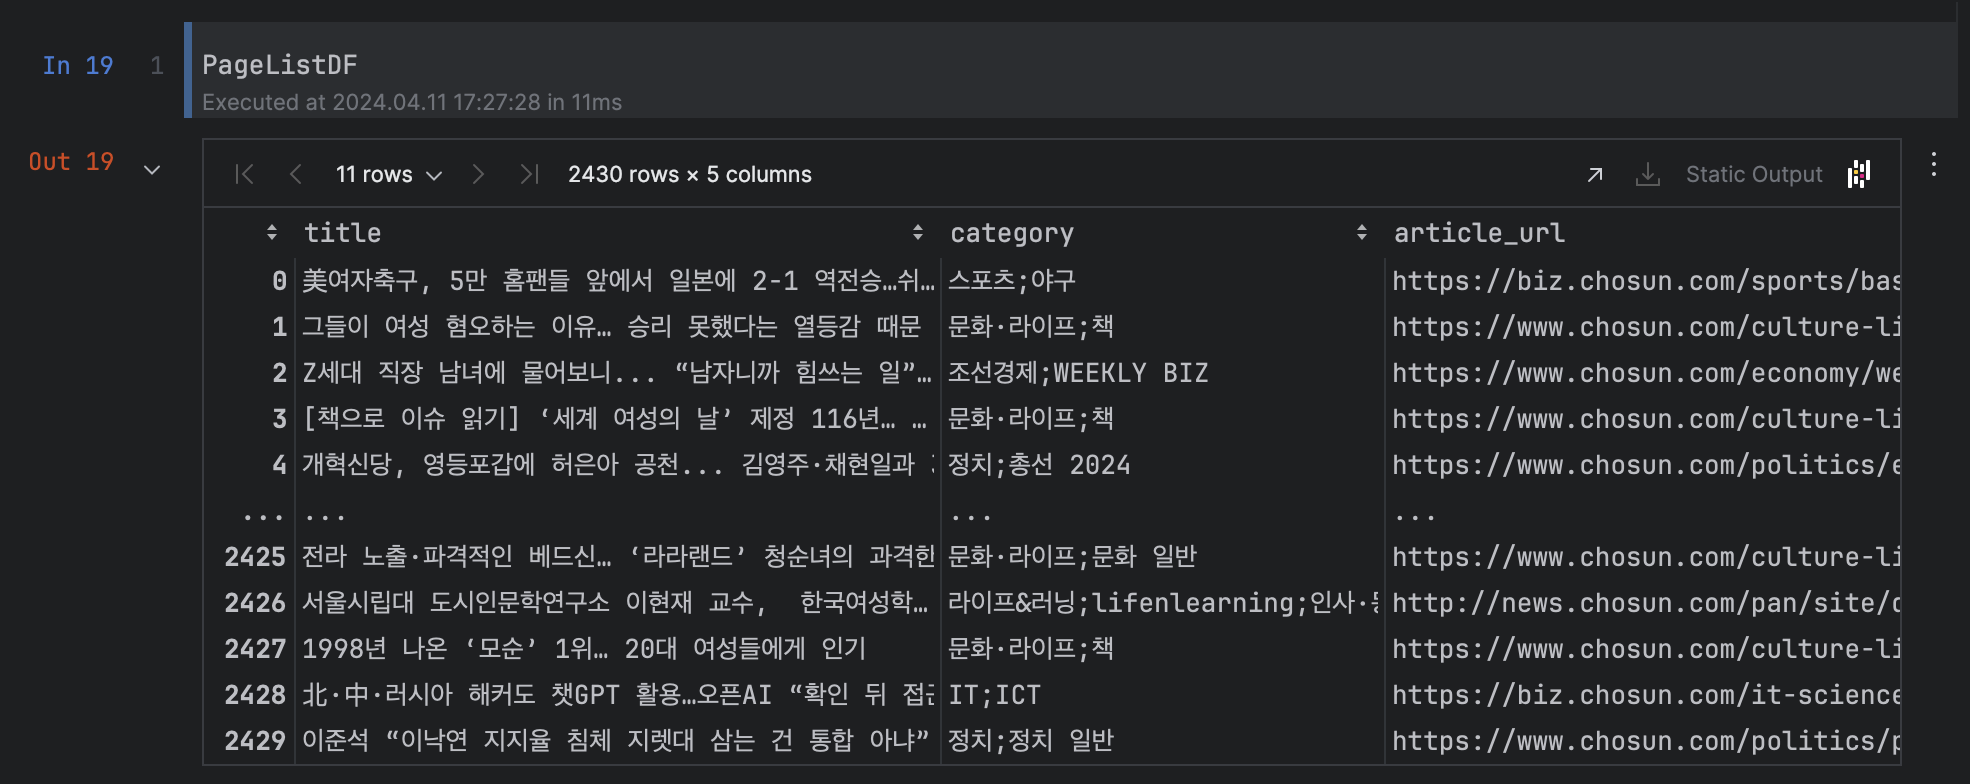 In 19 1 PageListDF
Executed at 2024.04.11 17:27:28 in 11ms
Out 19
11 rows 2430 rows × 5 columns Static Output
title category article_url
0 美여자축구, 5만 홈팬들 앞에서 일본에 2-1 역전승…쉬… 스포츠;야구 https://biz.chosun.com/sports/bas
1 그들이 여성 혐오하는 이유… 승리 못했다는 열등감 때문 문화·라이프;책 https://www.chosun.com/culture-li
2 Z세대 직장 남녀에 물어보니... “남자니까 힘쓰는 일”… 조선경제;WEEKLY BIZ https://www.chosun.com/economy/we
3 [책으로 이슈 읽기] ‘세계 여성의 날’ 제정 116년… … 문화·라이프;책 https://www.chosun.com/culture-li
4 개혁신당, 영등포갑에 허은아 공천... 김영주·채현일과 정치;총선 2024 https://www.chosun.com/politics/e
... ... ... ...
2425 전라 노출·파격적인 베드신… ‘라라랜드’ 청순녀의 과격한 문화·라이프;문화 일반 https://www.chosun.com/culture-li
2426 서울시립대 도시인문학연구소 이현재 교수, 한국여성학… 라이프&러닝;lifenlearning;인사· http://news.chosun.com/pan/site/d
2427 1998년 나온 ‘모순’ 1위… 20대 여성들에게 인기 문화·라이프;책 https://www.chosun.com/culture-li
2428 北·中·러시아 해커도 챗GPT 활용…오픈AI “확인 뒤 접근 IT;ICT https://biz.chosun.com/it-science
2429 이준석 “이낙연 지지율 침체 지렛대 삼는 건 통합 아냐” 정치;정치 일반 https://www.chosun.com/politics/p